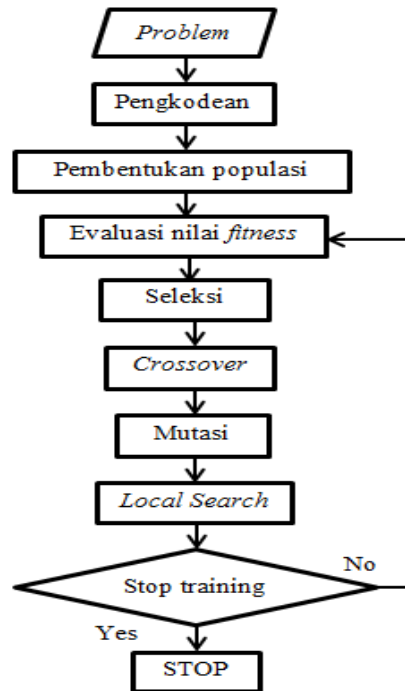 Problem
Pengkodean
Pembentukan populasi
Evaluasi nilai fitness
Seleksi
Crossover
Mutasi
Local Search
Stop training
No
Yes
STOP